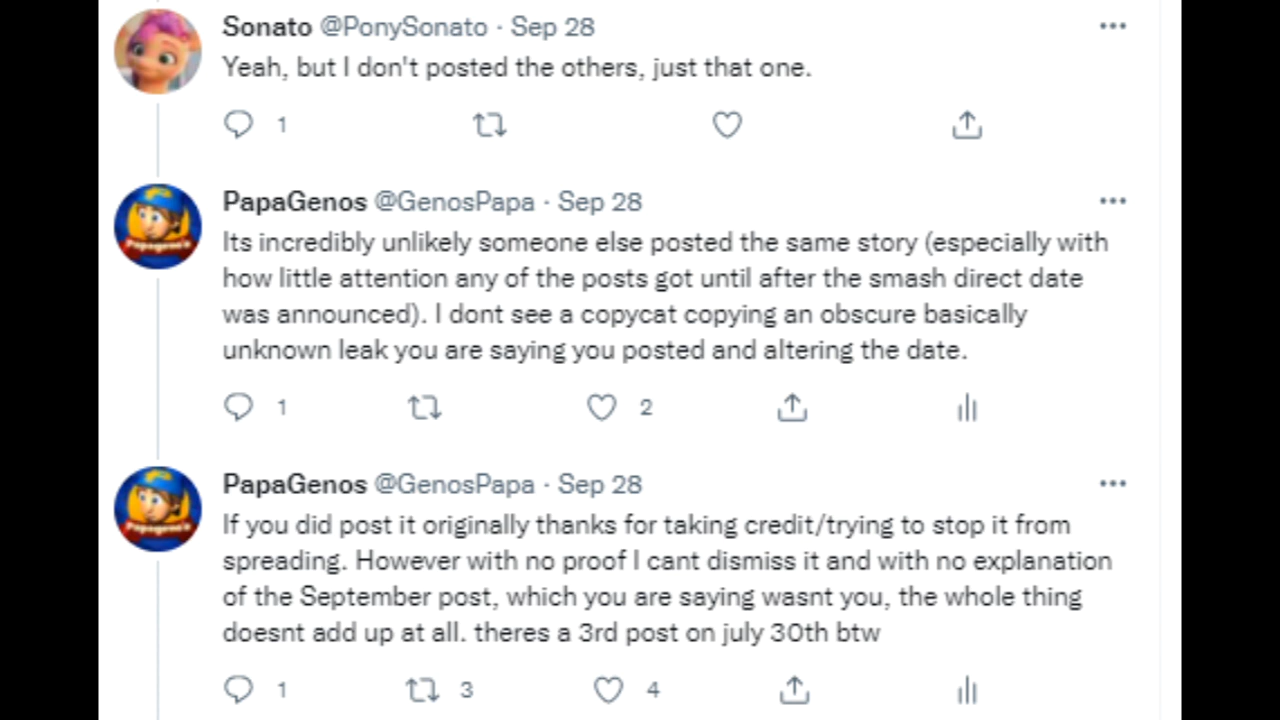 Sonato @PonySonato · Sep 28
Yeah, but I don't posted the others, just that one.
1
PapaGenos @GenosPapa · Sep 28
Its incredibly unlikely someone else posted the same story (especially with
how little attention any of the posts got until after the smash direct date
was announced). I dont see a copycat copying an obscure basically
unknown leak you are saying you posted and altering the date.
1 2
PapaGenos @GenosPapa · Sep 28
If you did post it originally thanks for taking credit/trying to stop it from
spreading. However with no proof I cant dismiss it and with no explanation
of the September post, which you are saying wasnt you, the whole thing
doesnt add up at all. theres a 3rd post on july 30th btw
1 3 4